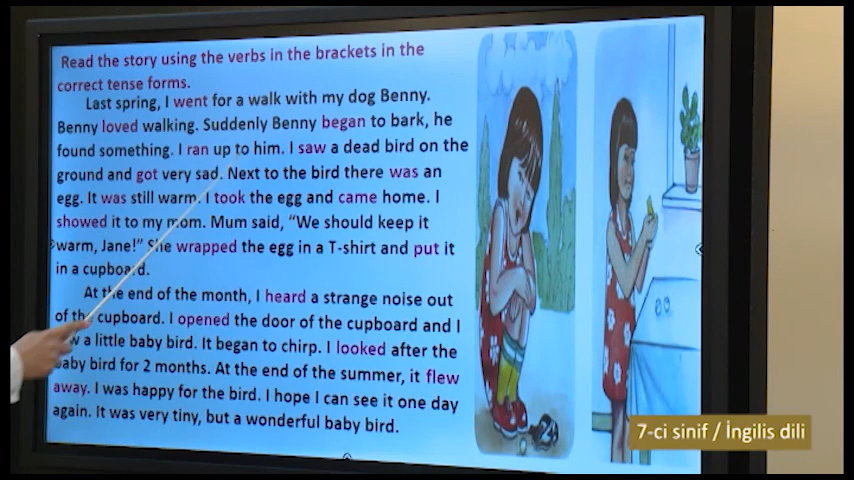 Read the story using the verbs in the brackets in the
correct tense forms.
Last spring, I went for a walk with my dog Benny.
Benny loved walking. Suddenly Benny began to bark, he
found something. I ran up to him. I saw a dead bird on the
ground and got very sad. Next to the bird there was an
egg. It was still warm. I took the egg and came home. I
showed it to my mom. Mum said, “We should keep it
warm, Jane!” She wrapped the egg in a T-shirt and put it
in a cupboard.
At the end of the month, I heard a strange noise out
of the cupboard. I opened the door of the cupboard and I
a little baby bird. It began to chirp. I looked after the
baby bird for 2 months. At the end of the summer, it flew
away. I was happy for the bird. I hope I can see it one day
again. It was very tiny, but a wonderful baby bird.
7-ci sinif / İngilis dili